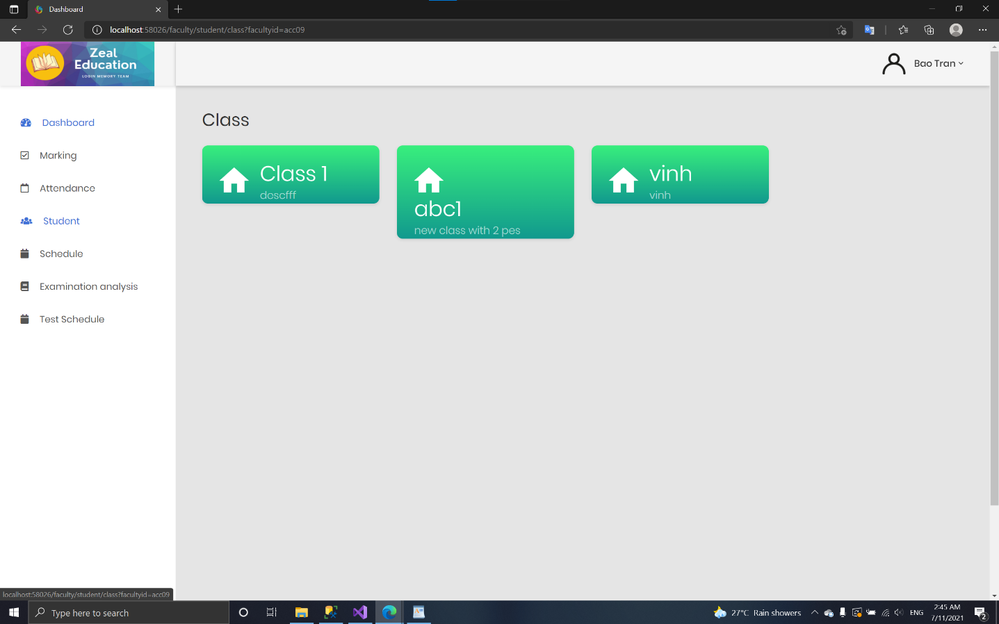 Dashboard
localhost:58026/faculty/student/class?facultyid=acc09
Zeal
Education
LOGIN MEMORY TEAM
Bao Tran
Dashboard
Marking
Attendance
Student
Schedule
Examination analysis
Test Schedule
Class
Class 1
descfff
abc1
new class with 2 pes
vinh
vinh
localhost:58026/faculty/student/class?facultyid=acc09
Type here to search
27°C Rain showers
ENG
2:45 AM
7/11/2021
2